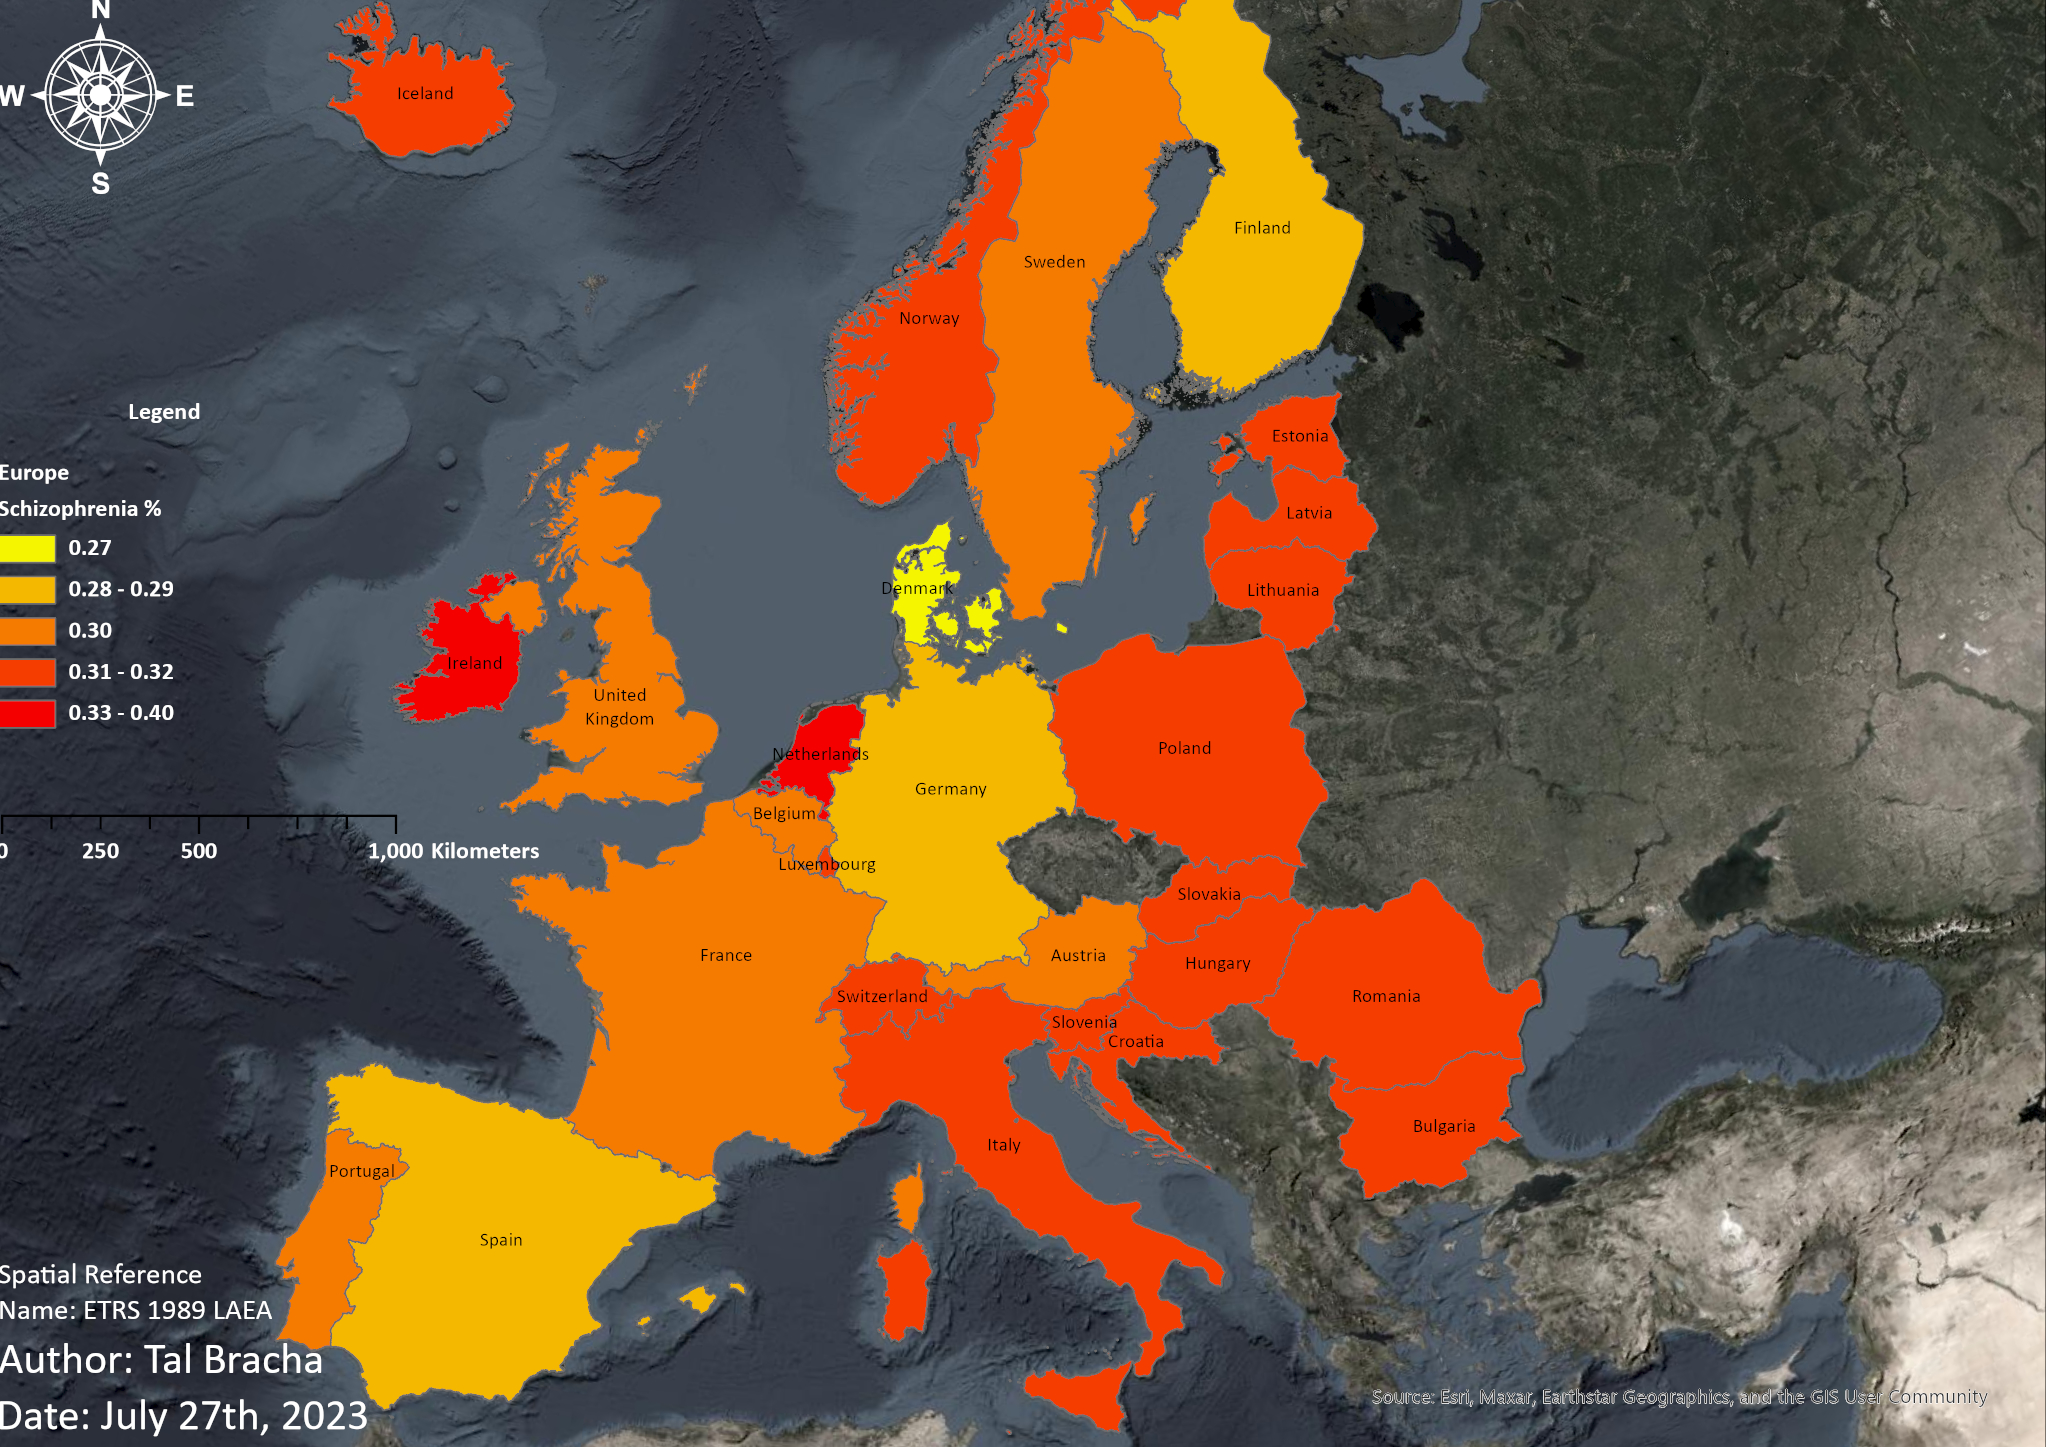 N
W
E
S
Iceland
Finland
Sweden
Norway
Legend
Estonia
Europe
Schizophrenia %
Latvia
0.27
0.28 - 0.29
Denmark
Lithuania
0.30
Ireland
0.31 - 0.32
United
Kingdom
0.33 - 0.40
Netherlands
Poland
Germany
Belgium
0
250
500
1,000 Kilometers
Luxembourg
Slovakia
France
Austria
Hungary
Switzerland
Romania
Slovenia
Croatia
Bulgaria
Italy
Portugal
Spain
Spatial Reference
Name: ETRS 1989 LAEA
Author: Tal Bracha
Date: July 27th, 2023
Source: Esri, Maxar, Earthstar Geographics, and the GIS User Community